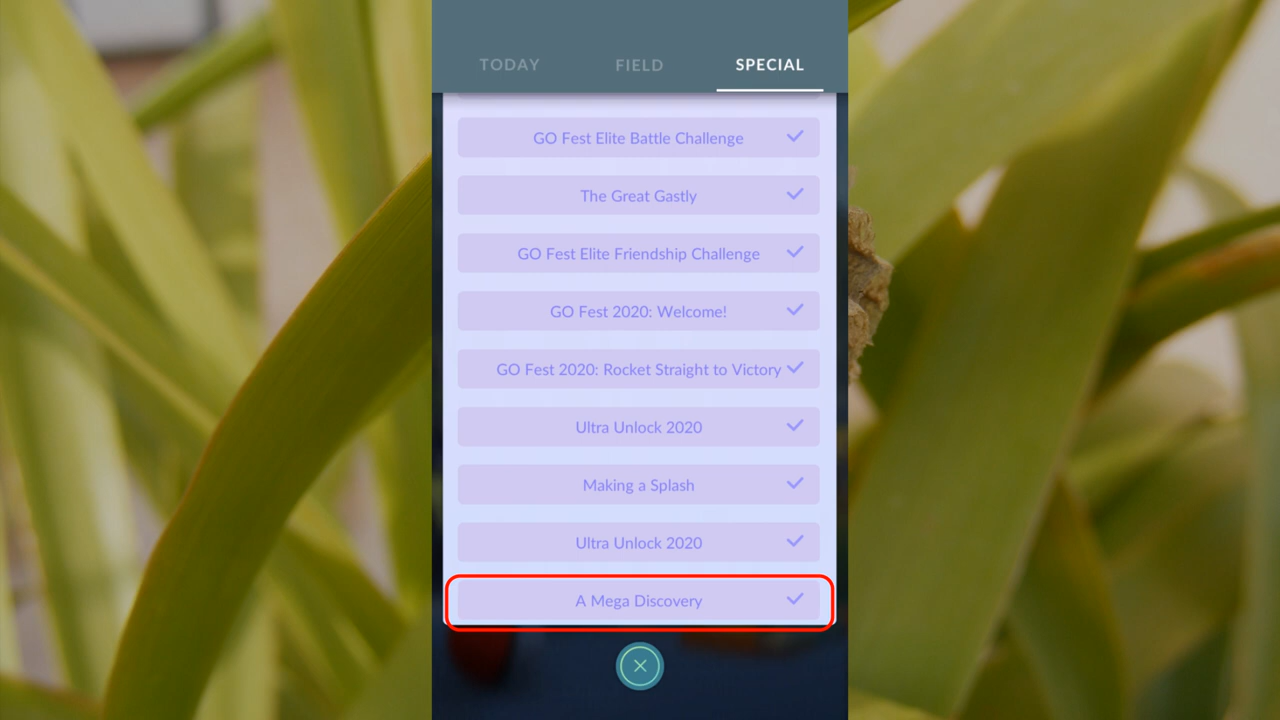 TODAY FIELD SPECIAL
GO Fest Elite Battle Challenge
The Great Gastly
GO Fest Elite Friendship Challenge
GO Fest 2020: Welcome!
GO Fest 2020: Rocket Straight to Victory
Ultra Unlock 2020
Making a Splash
Ultra Unlock 2020
A Mega Discovery